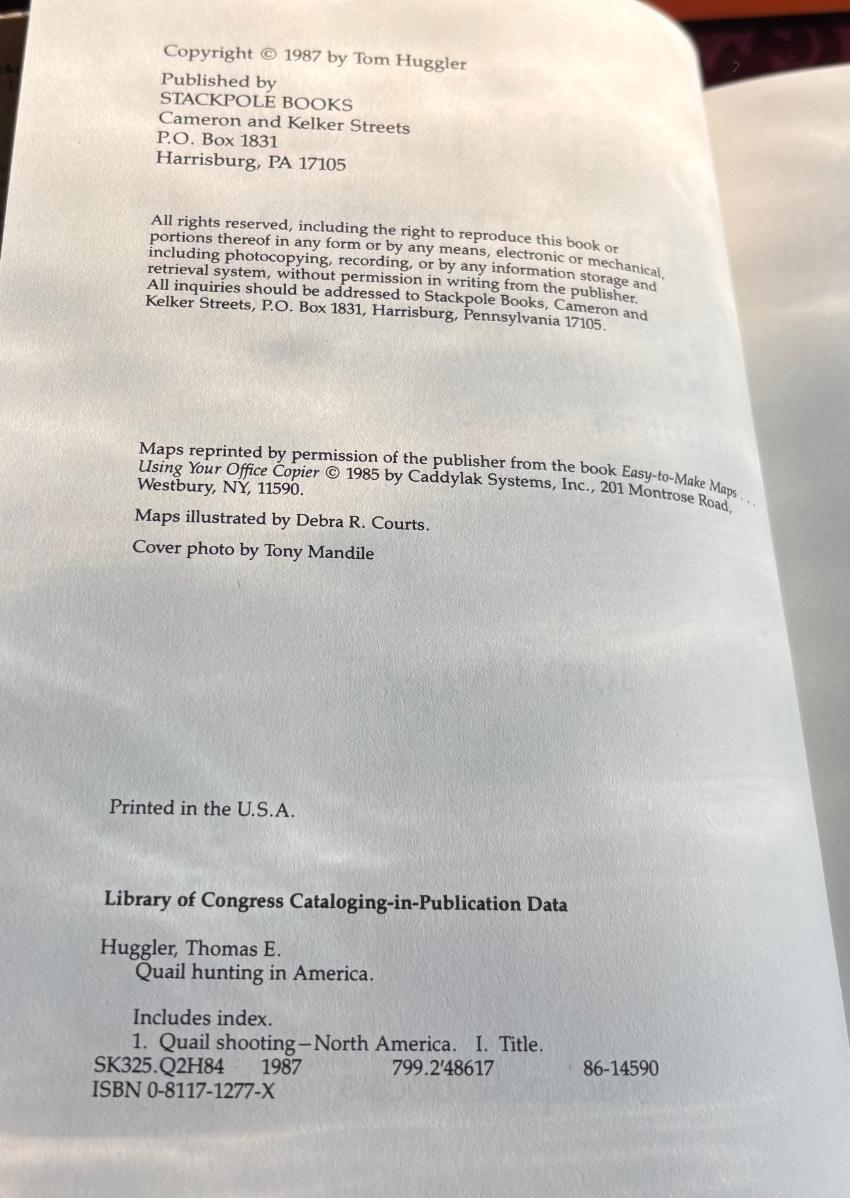 Copyright © 1987 by Tom Huggler
Published by
STACKPOLE BOOKS
Cameron and Kelker Streets
P.O. Box 1831
Harrisburg, PA 17105
All rights reserved, including the right to reproduce this book or
portions thereof in any form or by any means, electronic or mechanical,
including photocopying, recording, or by any information storage and
retrieval system, without permission in writing from the publisher.
All inquiries should be addressed to Stackpole Books, Cameron and
Kelker Streets, P.O. Box 1831, Harrisburg, Pennsylvania 17105.
Maps reprinted by permission of the publisher from the book Easy-to-Make Maps . . .
Using Your Office Copier © 1985 by Caddylak Systems, Inc., 201 Montrose Road,
Westbury, NY, 11590.
Maps illustrated by Debra R. Courts.
Cover photo by Tony Mandile
Printed in the U.S.A.
Library of Congress Cataloging-in-Publication Data
Huggler, Thomas E.
Quail hunting in America.
Includes index.
1. Quail shooting—North America. I. Title.
SK325.Q2H84 1987 799.2'48617 86-14590
ISBN 0-8117-1277-X